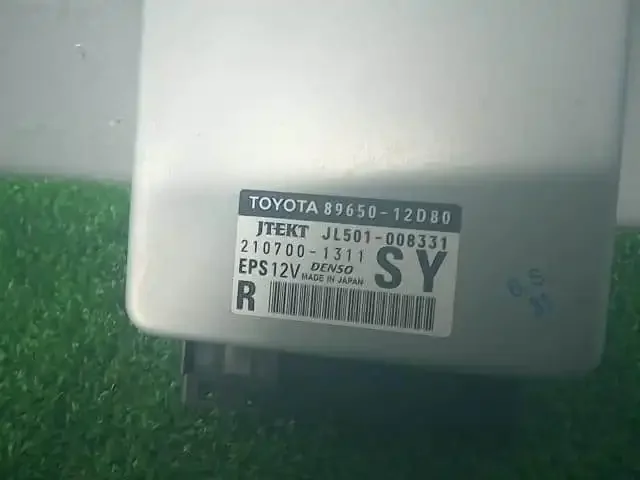 TOYOTA 89650-12D80
JTEKT JL501-008331
210700-1311 SY
EPS12V DENSO
MADE IN JAPAN
R